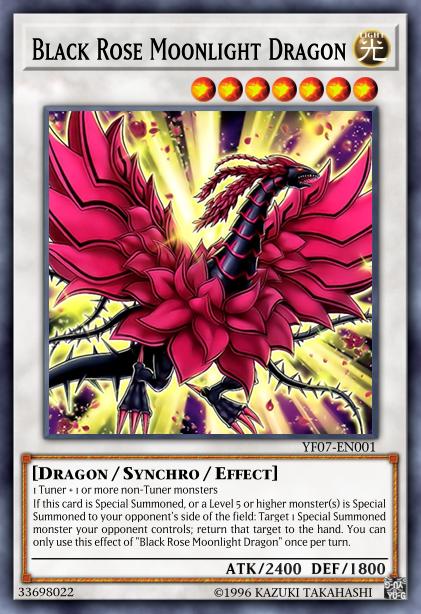 BLACK ROSE MOONLIGHT DRAGON
LIGHT
光
YF07-EN001
[DRAGON / SYNCHRO / EFFECT]
1 Tuner + 1 or more non-Tuner monsters
If this card is Special Summoned, or a Level 5 or higher monster(s) is Special
Summoned to your opponent's side of the field: Target 1 Special Summoned
monster your opponent controls; return that target to the hand. You can
only use this effect of "Black Rose Moonlight Dragon" once per turn.
ATK/2400 DEF/1800
33698022
©1996 KAZUKI TAKAHASHI